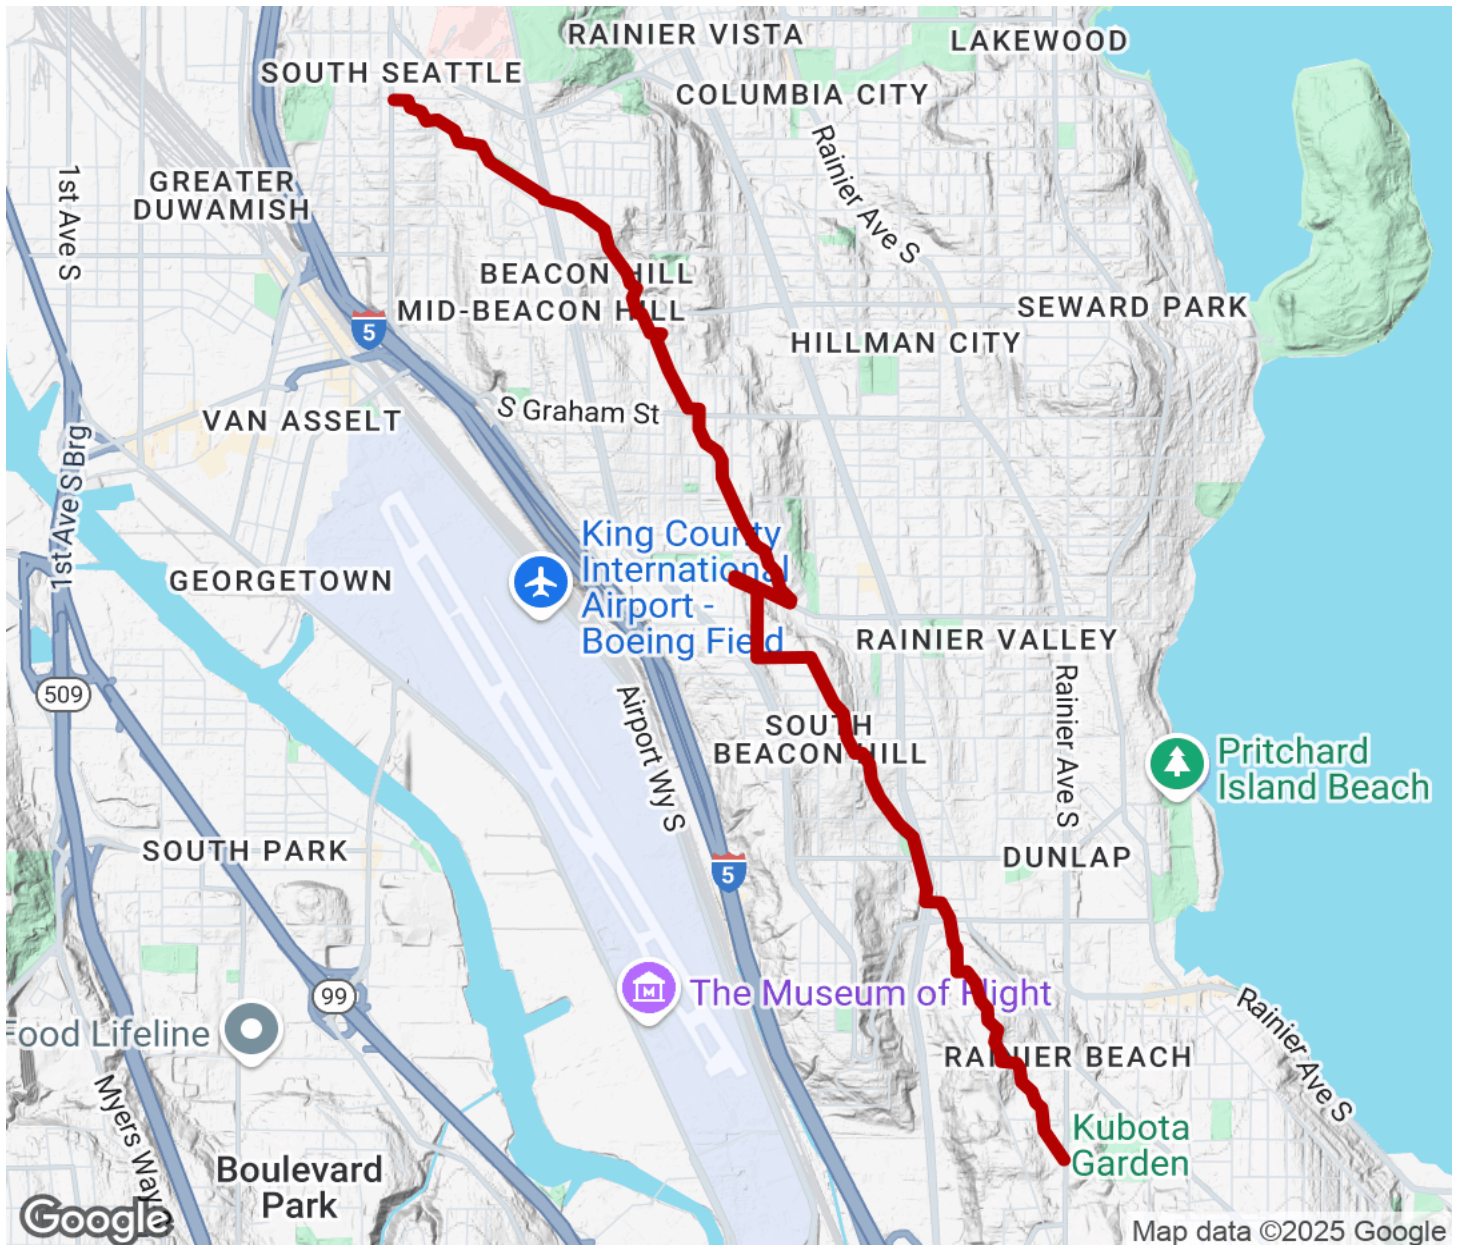 RAINIER VISTA
LAKEWOOD
SOUTH SEATTLE
COLUMBIA CITY
Rainier Ave S
1st Ave S
GREATER
DUWAMISH
BEACON HILL
MID-BEACON HILL
SEWARD PARK
5
HILLMAN CITY
S Graham St
VAN ASSELT
1st Ave S Brg
King County
International
Airport -
Boeing Field
GEORGETOWN
RAINIER VALLEY
509
Airport Wy S
Rainier Ave S
SOUTH
BEACON HILL
Pritchard
Island Beach
SOUTH PARK
DUNLAP
5
The Museum of Flight
99
Food Lifeline
Rainier Ave S
RAINIER BEACH
Myers Way S
Kubota
Garden
Boulevard
Park
Google
Map data ©2025 Google